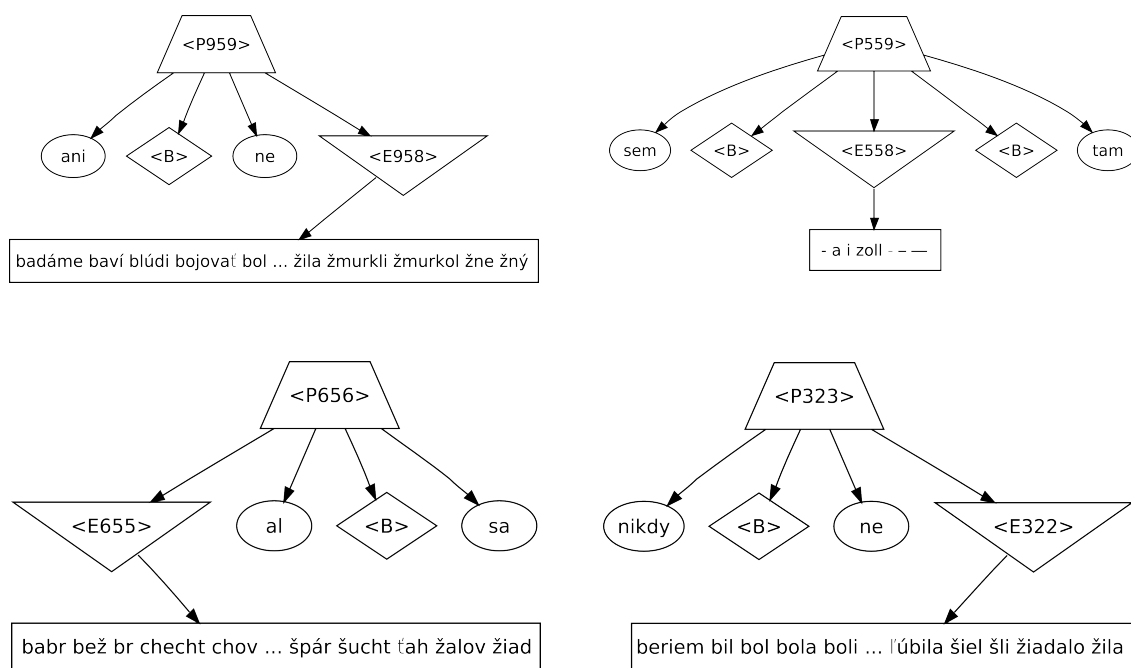 <P959>
ani <B> ne <E958>
badáme baví blúdi bojovať bol ... žila žmurkli žmurkol žne žný
<P559>
sem <B> <E558> <B> tam
- a i zoll - – —
<P656>
<E655> al <B> sa
babr bež br checht chov ... špár šucht ťah žalov žiad
<P323>
nikdy <B> ne <E322>
beriem bil bol bola boli ... ľúbila šiel šli žiadalo žila